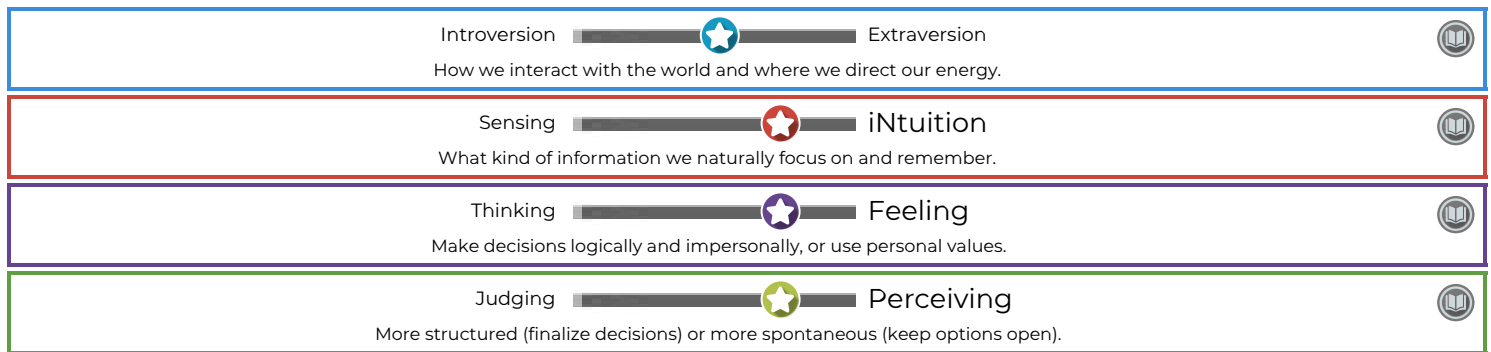 Introversion Extraversion
How we interact with the world and where we direct our energy.
Sensing iNtuition
What kind of information we naturally focus on and remember.
Thinking Feeling
Make decisions logically and impersonally, or use personal values.
Judging Perceiving
More structured (finalize decisions) or more spontaneous (keep options open).